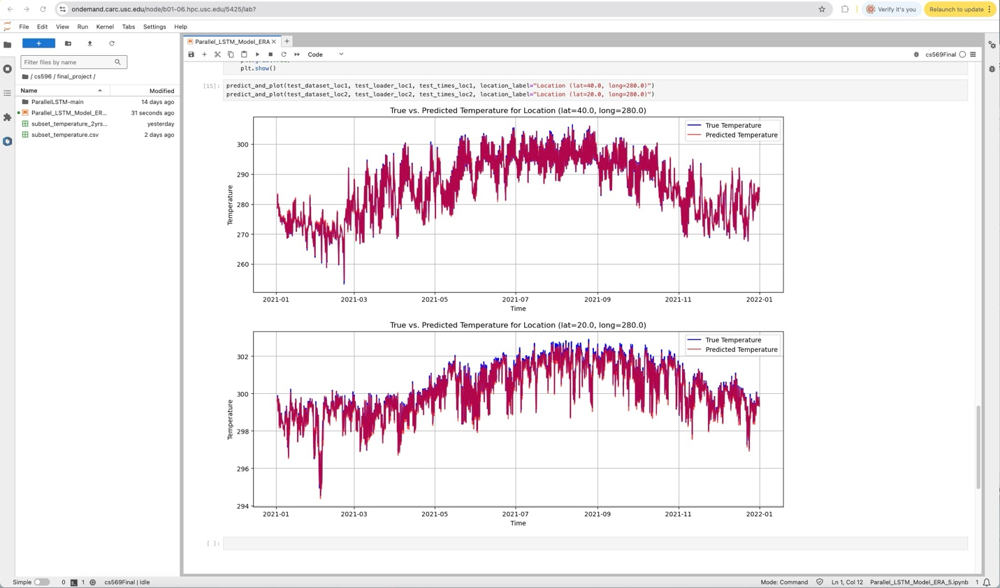 ondemand.carc.usc.edu/node/b01-06.hpc.usc.edu/5425/lab?
Verify it's you
Relaunch to update
File Edit View Run Kernel Tabs Settings Help
Filter files by name
/ cs596 / final_project /
Name Modified
ParallelLSTM-main 14 days ago
Parallel_LSTM_Model_ER... 31 seconds ago
subset_temperature_2yrs... yesterday
subset_temperature.csv 2 days ago
Parallel_LSTM_Model_ERA
Code
cs569Final
plt.show()
[15]:
predict_and_plot(test_dataset_loc1, test_loader_loc1, test_times_loc1, location_label="Location (lat=40.0, long=280.0)")
predict_and_plot(test_dataset_loc2, test_loader_loc2, test_times_loc2, location_label="Location (lat=20.0, long=280.0)")
True vs. Predicted Temperature for Location (lat=40.0, long=280.0)
True Temperature
Predicted Temperature
300
290
280
270
260
Temperature
2021-01 2021-03 2021-05 2021-07 2021-09 2021-11 2022-01
Time
True vs. Predicted Temperature for Location (lat=20.0, long=280.0)
True Temperature
Predicted Temperature
302
300
298
296
294
Temperature
2021-01 2021-03 2021-05 2021-07 2021-09 2021-11 2022-01
Time
[ ]:
Simple 0 1 cs569Final | Idle
Mode: Command Ln 1, Col 12 Parallel_LSTM_Model_ERA_5.ipynb 1